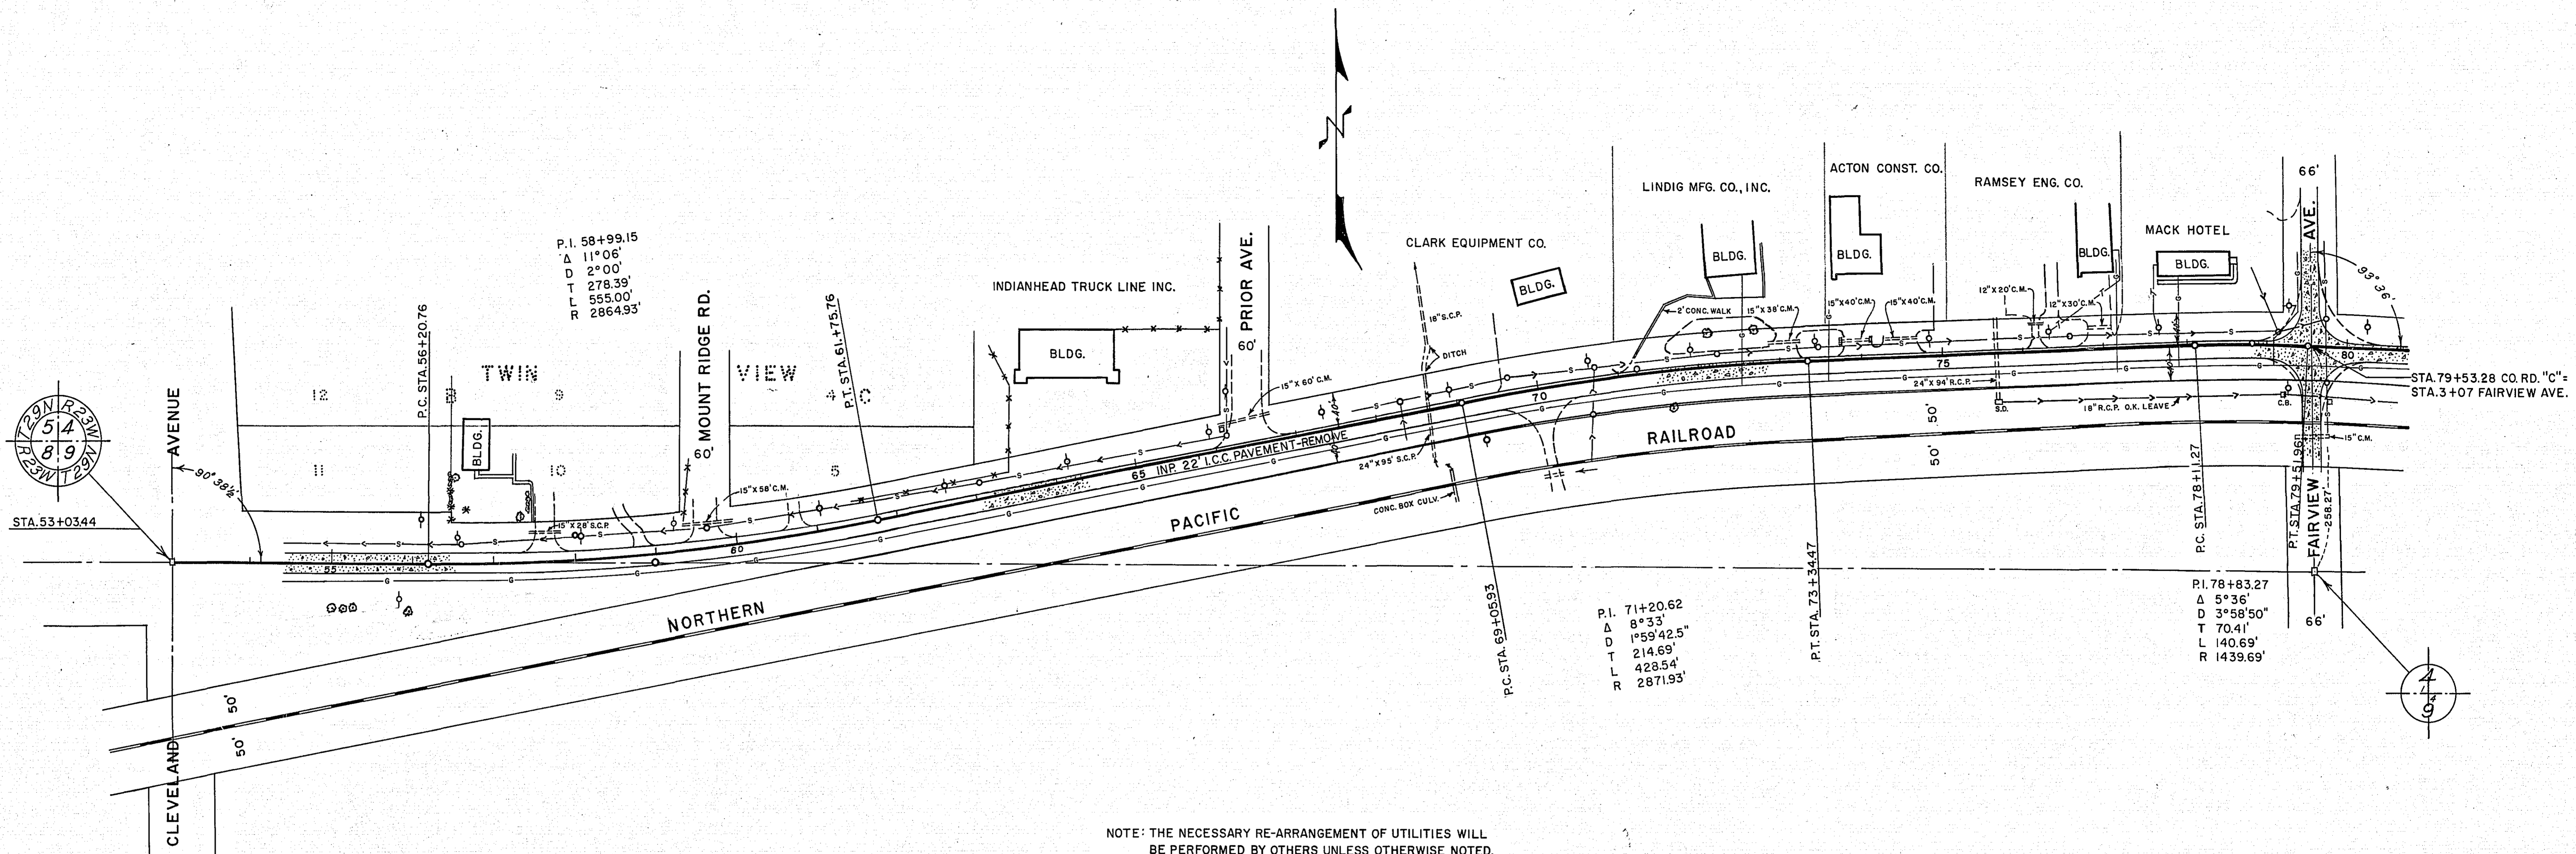 P.I. 58+99.15
Δ 11°06'
D 2°00'
T 278.39'
L 555.00'
R 2864.93'
P.C. STA. 56+20.76
P.T. STA. 61.+75.76
TWIN
VIEW
12
9
11
10
4
5
BLDG.
MOUNT RIDGE RD.
60'
INDIANHEAD TRUCK LINE INC.
BLDG.
PRIOR AVE.
60'
N
CLARK EQUIPMENT CO.
BLDG.
18" S.C.P.
DITCH
LINDIG MFG. CO., INC.
BLDG.
2' CONC. WALK
15"X38'C.M.
ACTON CONST. CO.
BLDG.
15"X40'C.M.
15"X40'C.M.
RAMSEY ENG. CO.
BLDG.
12"X20'C.M.
12"X30'C.M.
MACK HOTEL
BLDG.
66'
AVE.
93° 36'
80
STA. 79+53.28 CO. RD. "C"=
STA. 3+07 FAIRVIEW AVE.
T29N R23W
5 4
8 9
R23W T29N
STA. 53+03.44
AVENUE
90° 38½'
55
15"X 28' S.C.P.
15"X 58' C.M.
60
15" X 60' C.M.
65 INP. 22' I.C.C. PAVEMENT-REMOVE
40'
40'
24"X95' S.C.P.
CONC. BOX CULV.
70
75
24"X 94' R.C.P.
S.D.
18" R.C.P. O.K. LEAVE
C.B.
15" C.M.
NORTHERN
PACIFIC
RAILROAD
50'
50'
50'
50'
P.C. STA. 69+05.93
P.I. 71+20.62
Δ 8°33'
D 1°59'42.5"
T 214.69'
L 428.54'
R 2871.93'
P.T. STA. 73+34.47
P.C. STA. 78+11.27
P.T. STA. 79+51.96
FAIRVIEW
258.27'
P.I. 78+83.27
Δ 5°36'
D 3°58'50"
T 70.41'
L 140.69'
R 1439.69'
66'
4
1/4
9
CLEVELAND
NOTE: THE NECESSARY RE-ARRANGEMENT OF UTILITIES WILL
BE PERFORMED BY OTHERS UNLESS OTHERWISE NOTED.